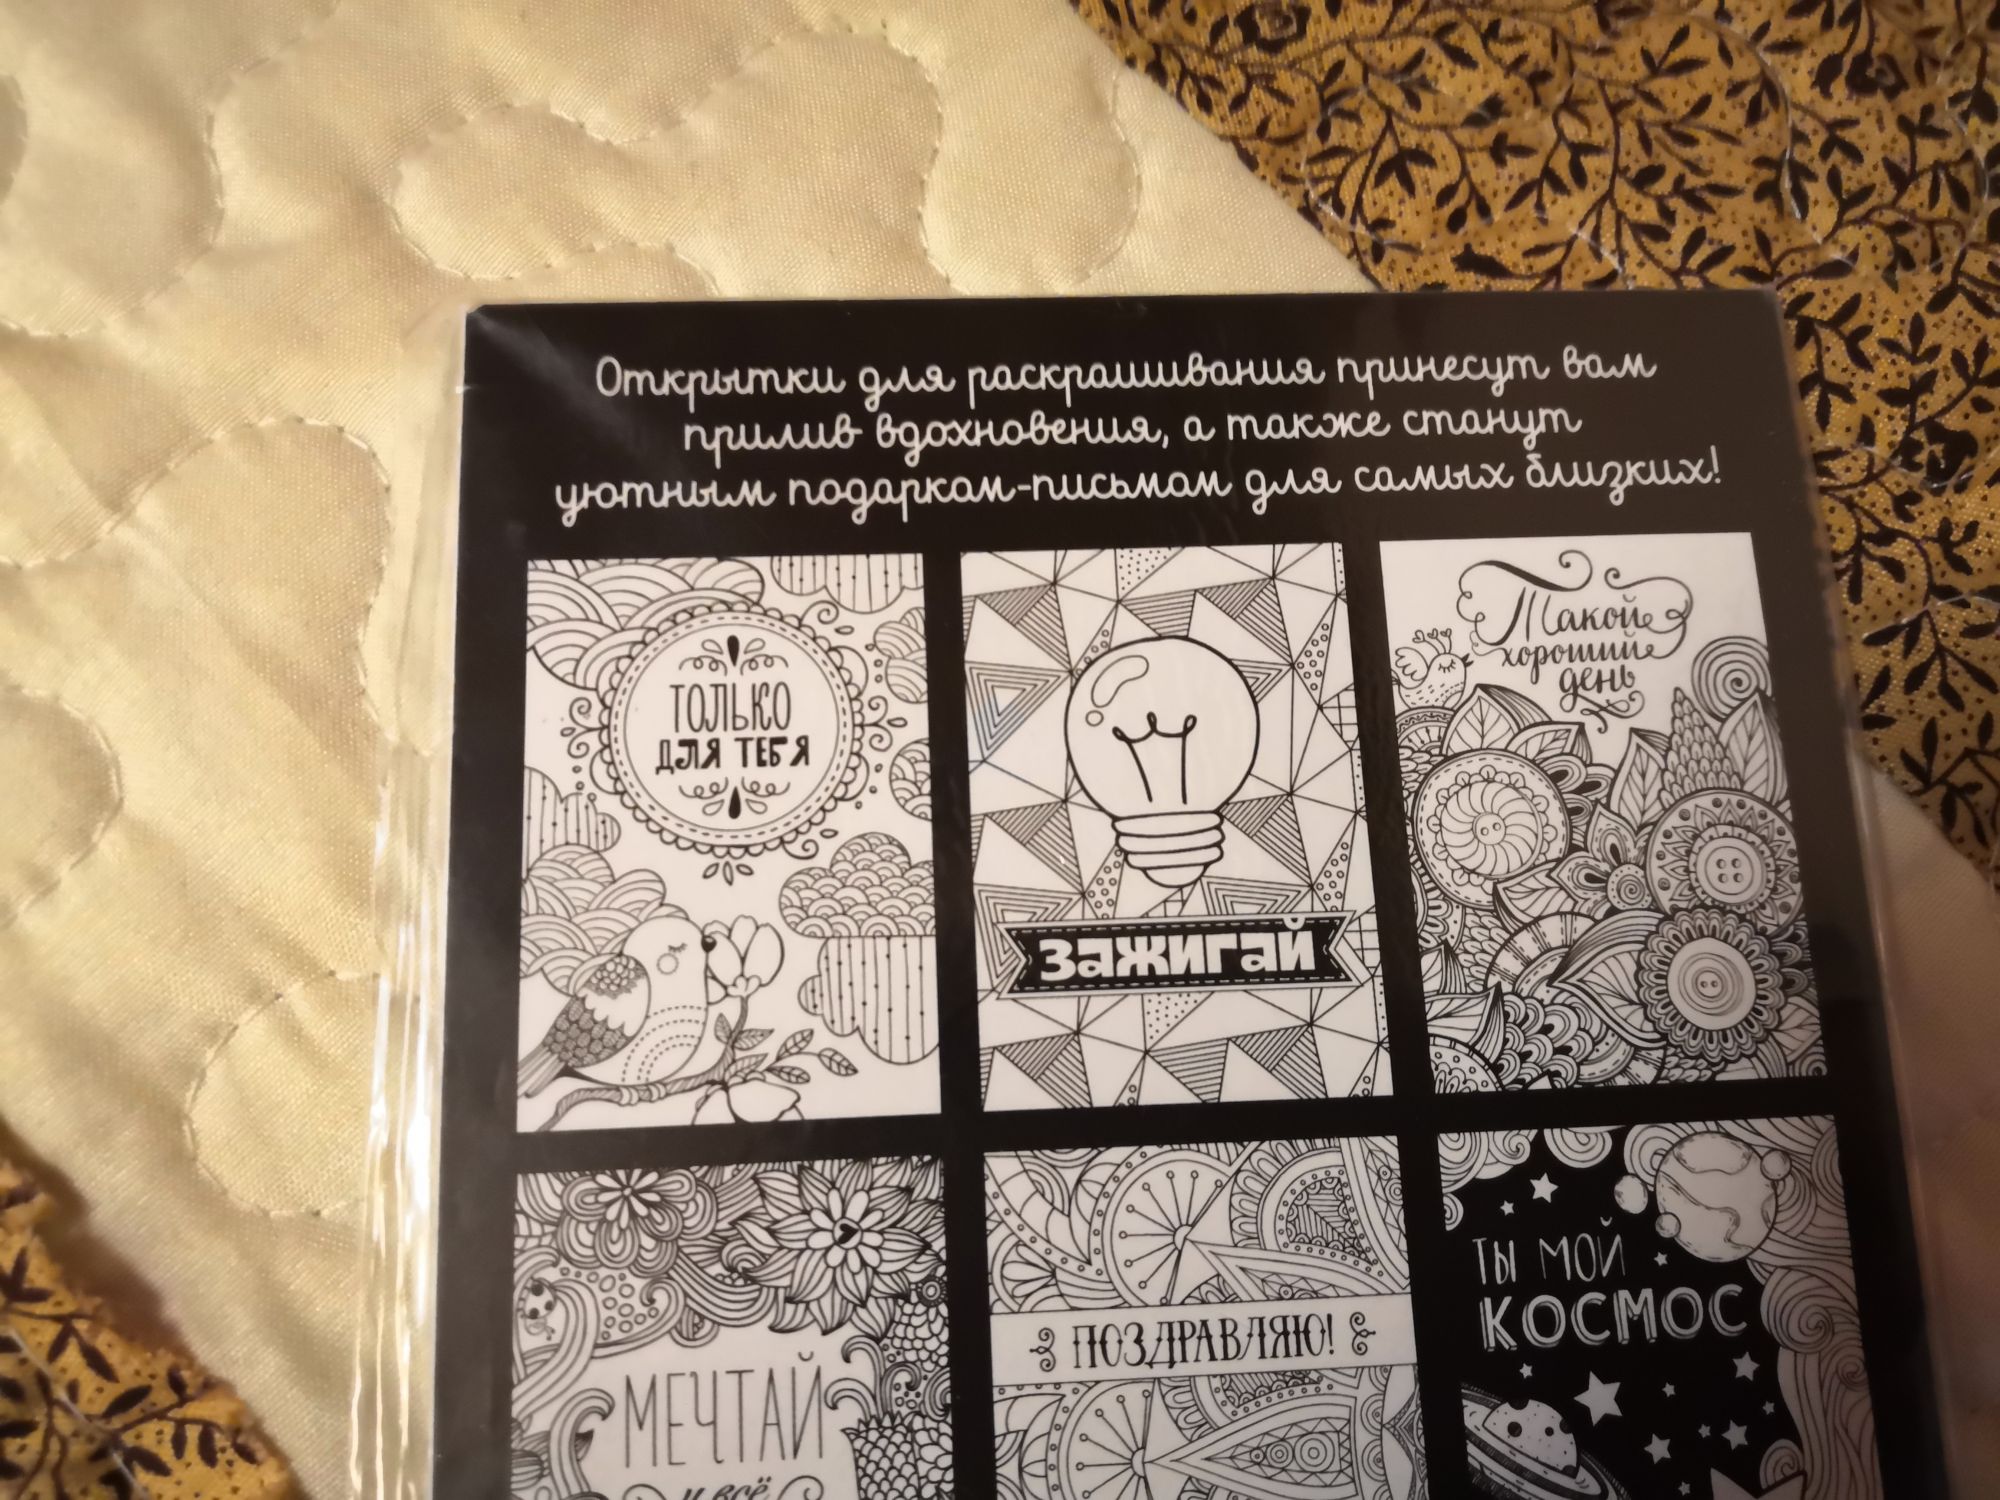 Открытки для раскрашивания принесут вам
прилив вдохновения, а также станут
уютным подарком-письмом для самых близких!
ТОЛЬКО
ДЛЯ ТЕБЯ
зажигай
Такой
хороший
день
МЕЧТАЙ
и всё
ПОЗДРАВЛЯЮ!
ТЫ МОЙ
КОСМОС